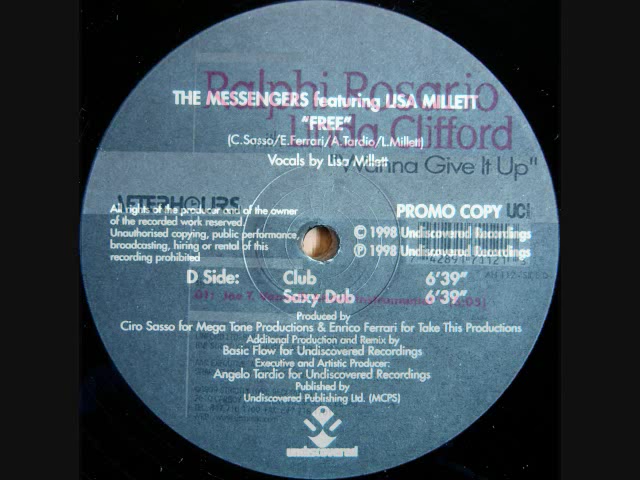 Ralphi Rosario
THE MESSENGERS featuring LISA MILLETT
"FREE"
Linda Clifford
(C.Sasso/E.Ferrari/A.Tardio/L.Millett)
Vocals by Lisa Millett
Wanna Give It Up"
AFTERHOURS
All rights of the producer and of the owner
of the recorded work reserved
Unauthorised copying, public performance,
broadcasting, hiring or rental of this
recording prohibited
PROMO COPY UC1
© 1998 Undiscovered Recordings
℗ 1998 Undiscovered Recordings
D Side: Club 6'39"
Saxy Dub 6'39"
Produced by
Ciro Sasso for Mega Tone Productions & Enrico Ferrari for Take This Productions
Additonal Production and Remix by
Basic Flow for Undiscovered Recordings
Executive and Artistic Producer:
Angelo Tardio for Undiscovered Recordings
Published by
Undiscovered Publishing Ltd. (MCPS)
undiscovered